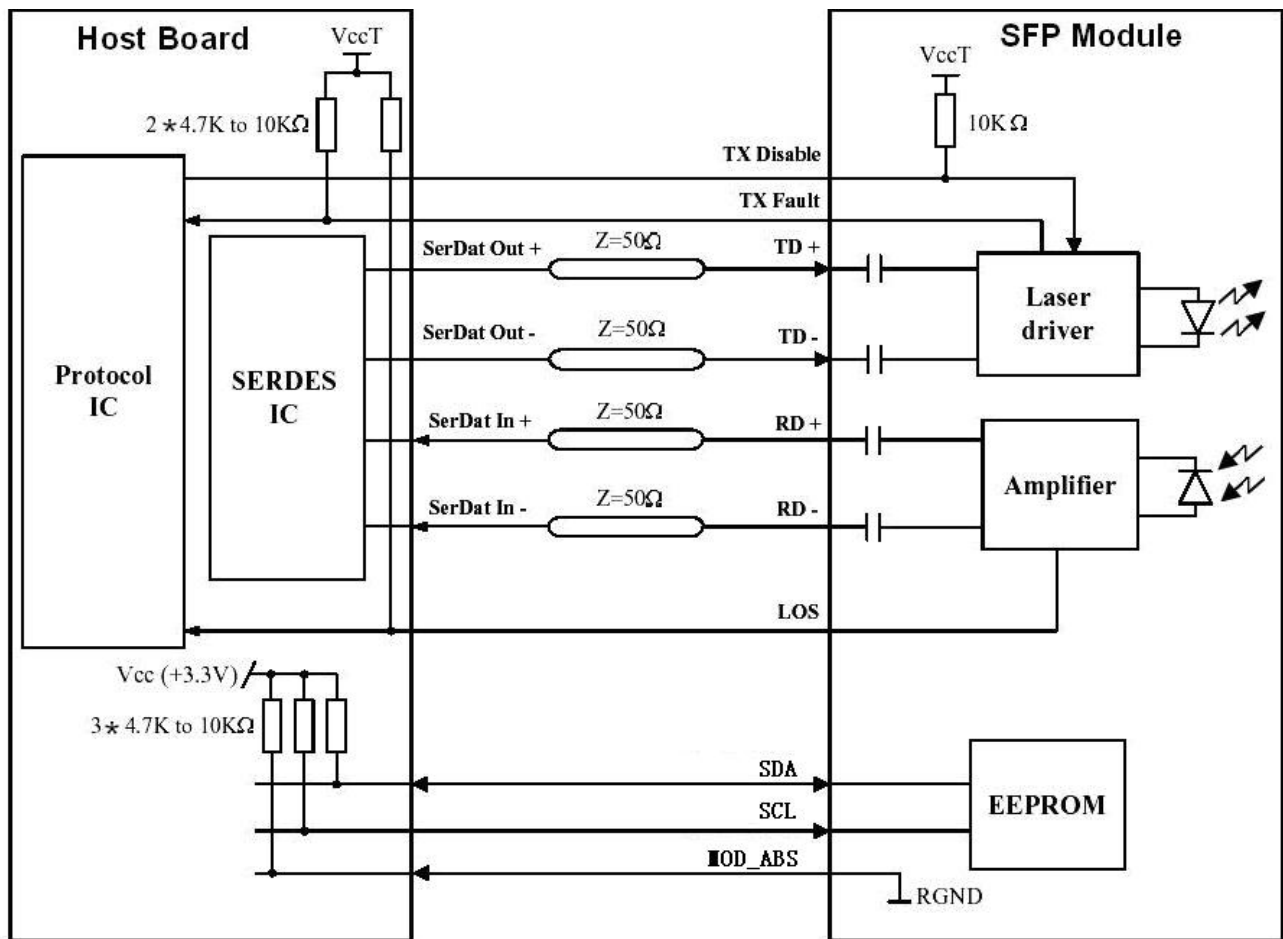 Host Board
SFP Module
VccT
VccT
2*4.7K to 10KΩ
10KΩ
TX Disable
TX Fault
SerDat Out +
Z=50Ω
TD +
Laser
driver
SerDat Out -
Z=50Ω
TD -
Protocol
IC
SERDES
IC
SerDat In +
Z=50Ω
RD +
Amplifier
SerDat In -
Z=50Ω
RD -
LOS
Vcc (+3.3V)
3*4.7K to 10KΩ
SDA
EEPROM
SCL
MOD_ABS
RGND